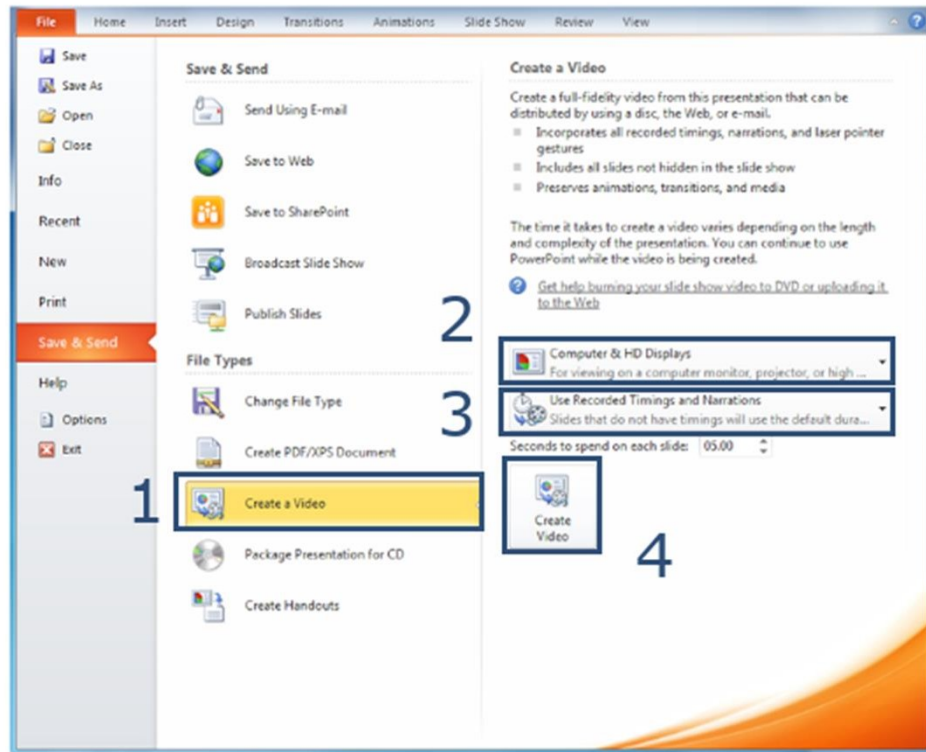 File Home Insert Design Transitions Animations Slide Show Review View
Save
Save As
Open
Close
Info
Recent
New
Print
Save & Send
Help
Options
Exit
Save & Send
Send Using E-mail
Save to Web
Save to SharePoint
Broadcast Slide Show
Publish Slides
File Types
Change File Type
Create PDF/XPS Document
1
Create a Video
Package Presentation for CD
Create Handouts
Create a Video
Create a full-fidelity video from this presentation that can be
distributed by using a disc, the Web, or e-mail.
Incorporates all recorded timings, narrations, and laser pointer
gestures
Includes all slides not hidden in the slide show
Preserves animations, transitions, and media
The time it takes to create a video varies depending on the length
and complexity of the presentation. You can continue to use
PowerPoint while the video is being created.
Get help burning your slide show video to DVD or uploading it
to the Web
2
Computer & HD Displays
For viewing on a computer monitor, projector, or high ...
3
Use Recorded Timings and Narrations
Slides that do not have timings will use the default dura...
Seconds to spend on each slide: 05.00
Create
Video
4